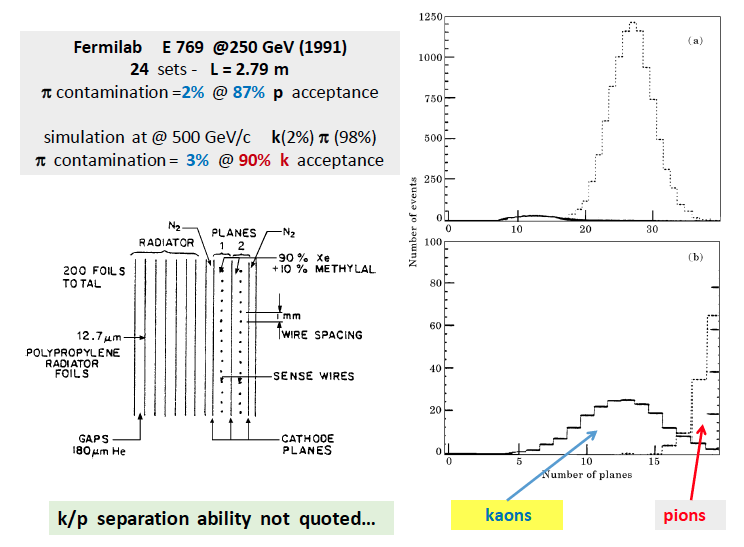 Fermilab E 769 @250 GeV (1991)
24 sets - L = 2.79 m
π contamination =2% @ 87% p acceptance
simulation at @ 500 GeV/c k(2%) π (98%)
π contamination = 3% @ 90% k acceptance
N2
PLANES
N2
RADIATOR
1 2
90 % Xe
+10 % METHYLAL
200 FOILS
TOTAL
1 mm
WIRE SPACING
12.7μm
POLYPROPYLENE
RADIATOR
FOILS
SENSE WIRES
GAPS
180μm He
CATHODE
PLANES
k/p separation ability not quoted...
1250
1000
750
500
250
0
(a)
0 10 20 30
Number of events
100
80
60
40
20
0
(b)
0 5 10 15
Number of planes
kaons
pions